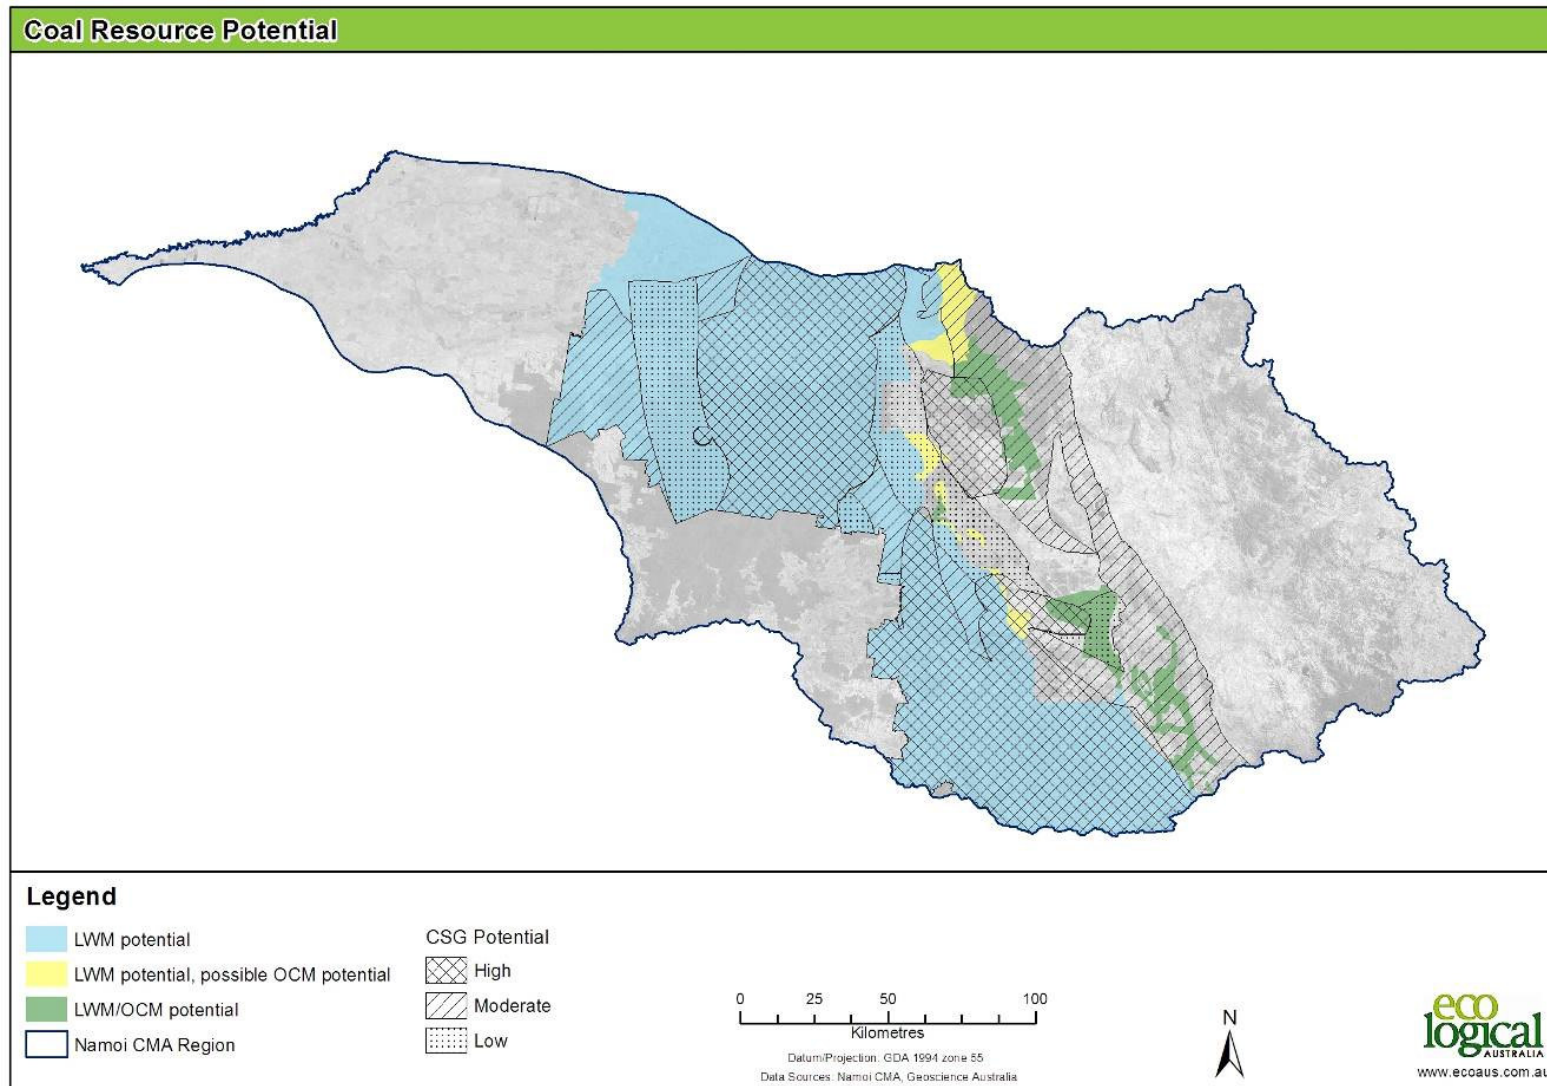 Coal Resource Potential
Legend
LWM potential
LWM potential, possible OCM potential
LWM/OCM potential
Namoi CMA Region
CSG Potential
High
Moderate
Low
0 25 50 100
Kilometres
Datum/Projection: GDA 1994 zone 55
Data Sources: Namoi CMA, Geoscience Australia
N
eco
logical
AUSTRALIA
www.ecoaus.com.au